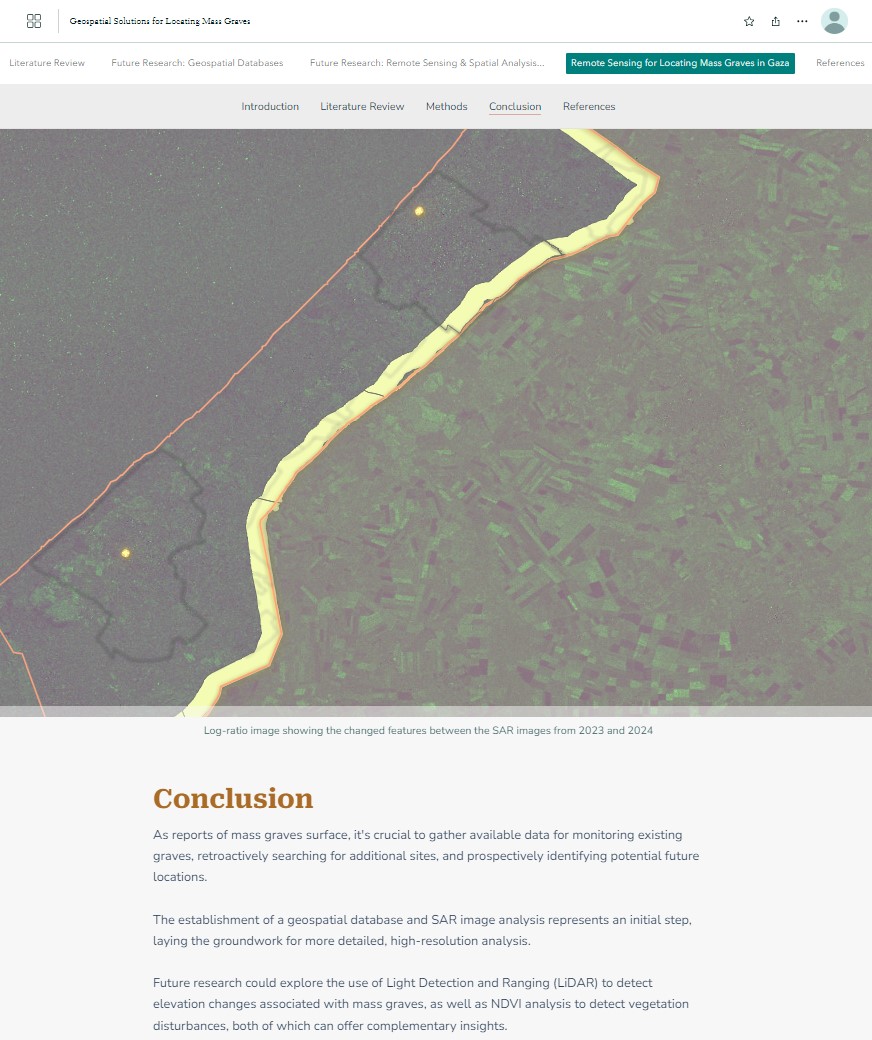 Geospatial Solutions for Locating Mass Graves
Literature Review
Future Research: Geospatial Databases
Future Research: Remote Sensing & Spatial Analysis...
Remote Sensing for Locating Mass Graves in Gaza
References
Introduction
Literature Review
Methods
Conclusion
References
Log-ratio image showing the changed features between the SAR images from 2023 and 2024
Conclusion
As reports of mass graves surface, it's crucial to gather available data for monitoring existing
graves, retroactively searching for additional sites, and prospectively identifying potential future
locations.
The establishment of a geospatial database and SAR image analysis represents an initial step,
laying the groundwork for more detailed, high-resolution analysis.
Future research could explore the use of Light Detection and Ranging (LiDAR) to detect
elevation changes associated with mass graves, as well as NDVI analysis to detect vegetation
disturbances, both of which can offer complementary insights.